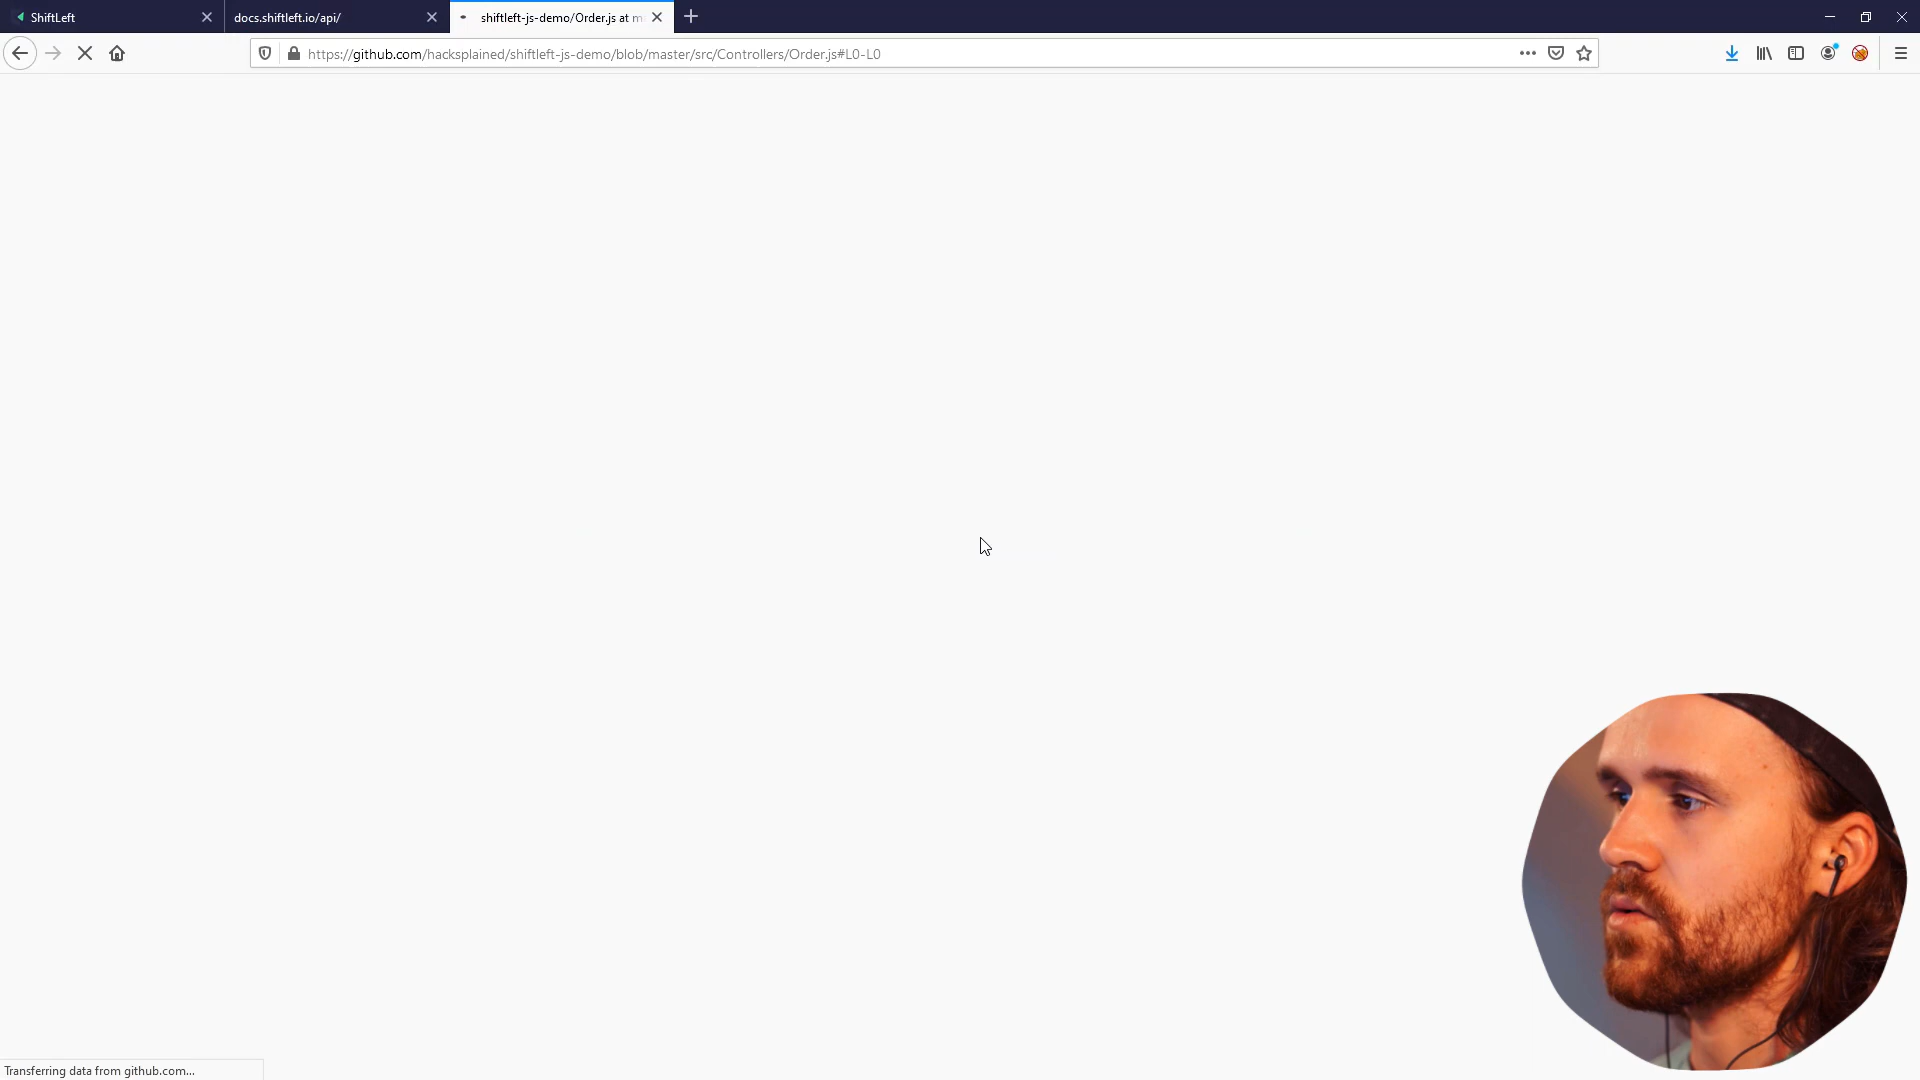 ShiftLeft
docs.shiftleft.io/api/
shiftleft-js-demo/Order.js at m
https://github.com/hacksplained/shiftleft-js-demo/blob/master/src/Controllers/Order.js#L0-L0
Transferring data from github.com...